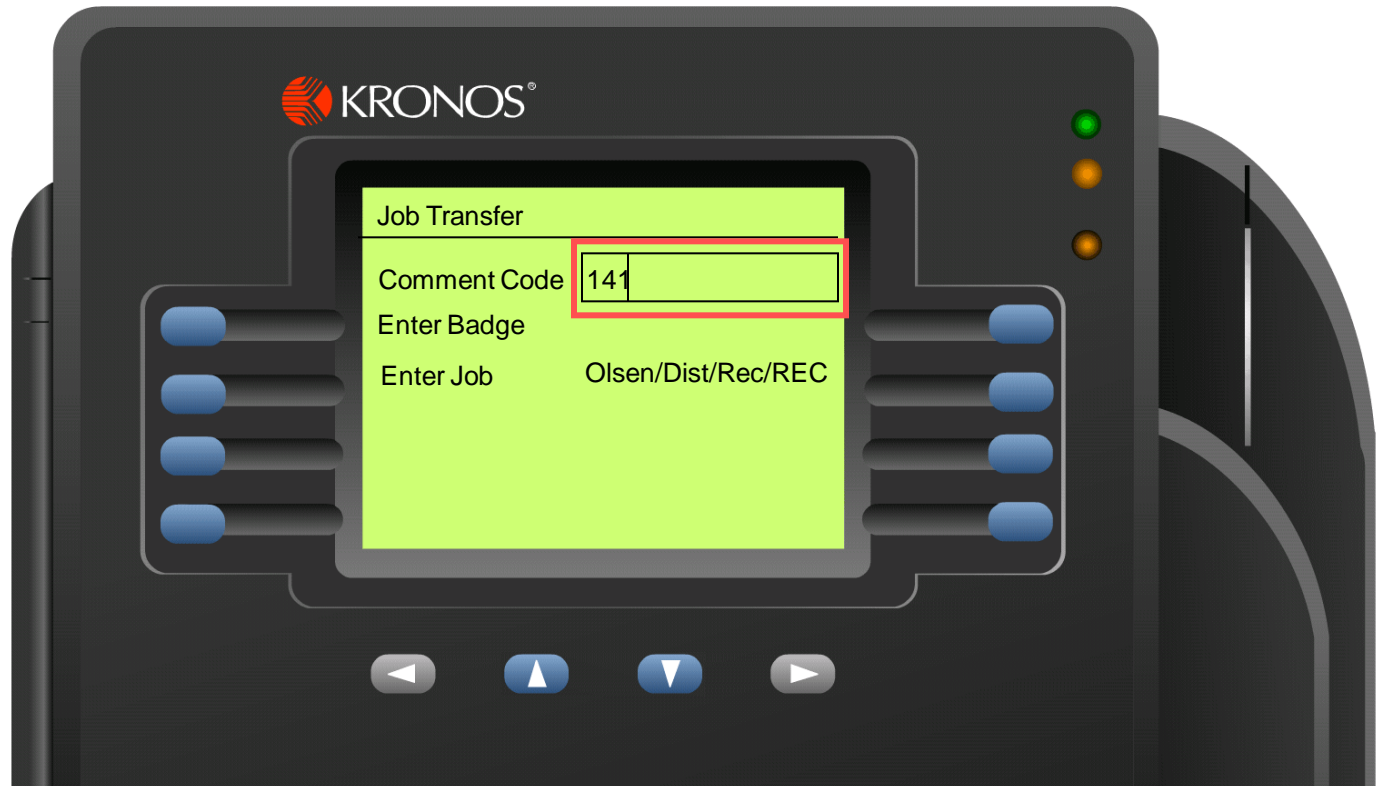 KRONOS®
Job Transfer
Comment Code 141
Enter Badge
Enter Job Olsen/Dist/Rec/REC